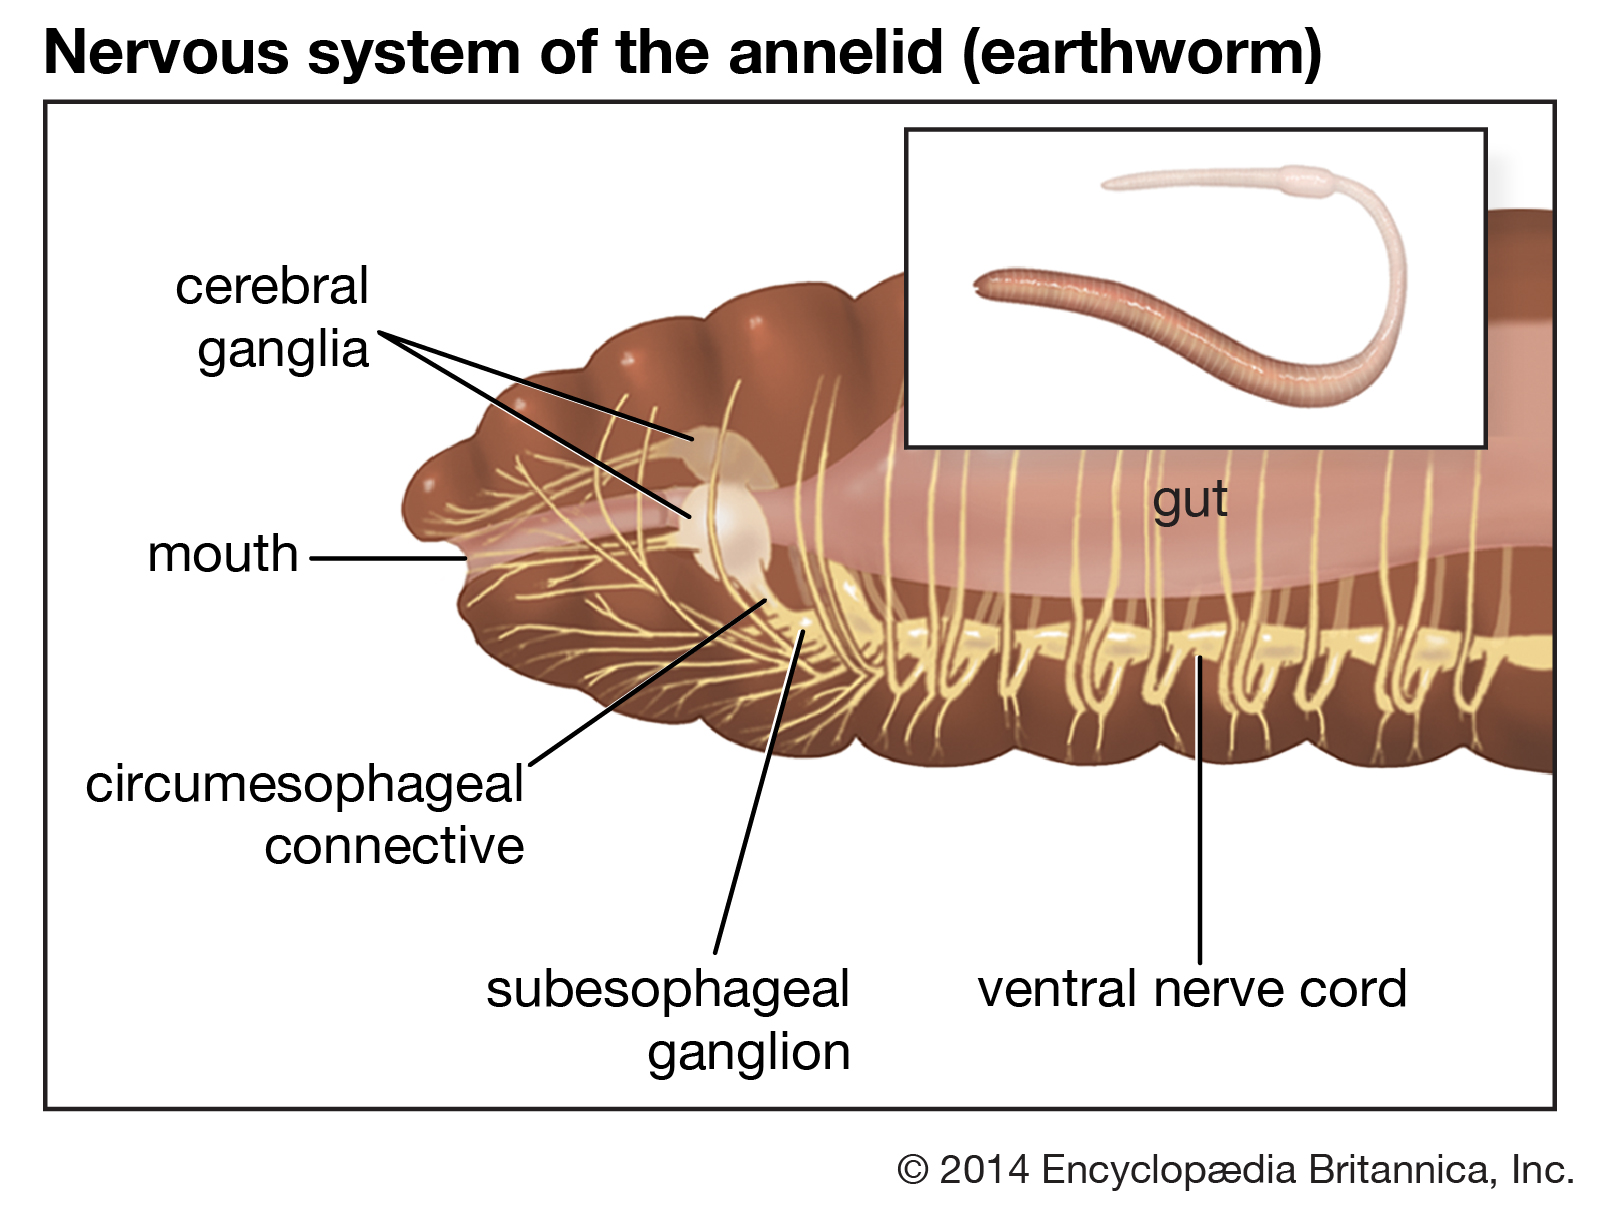 Nervous system of the annelid (earthworm)
cerebral
ganglia
gut
mouth
circumesophageal
connective
subesophageal
ganglion
ventral nerve cord
© 2014 Encyclopædia Britannica, Inc.